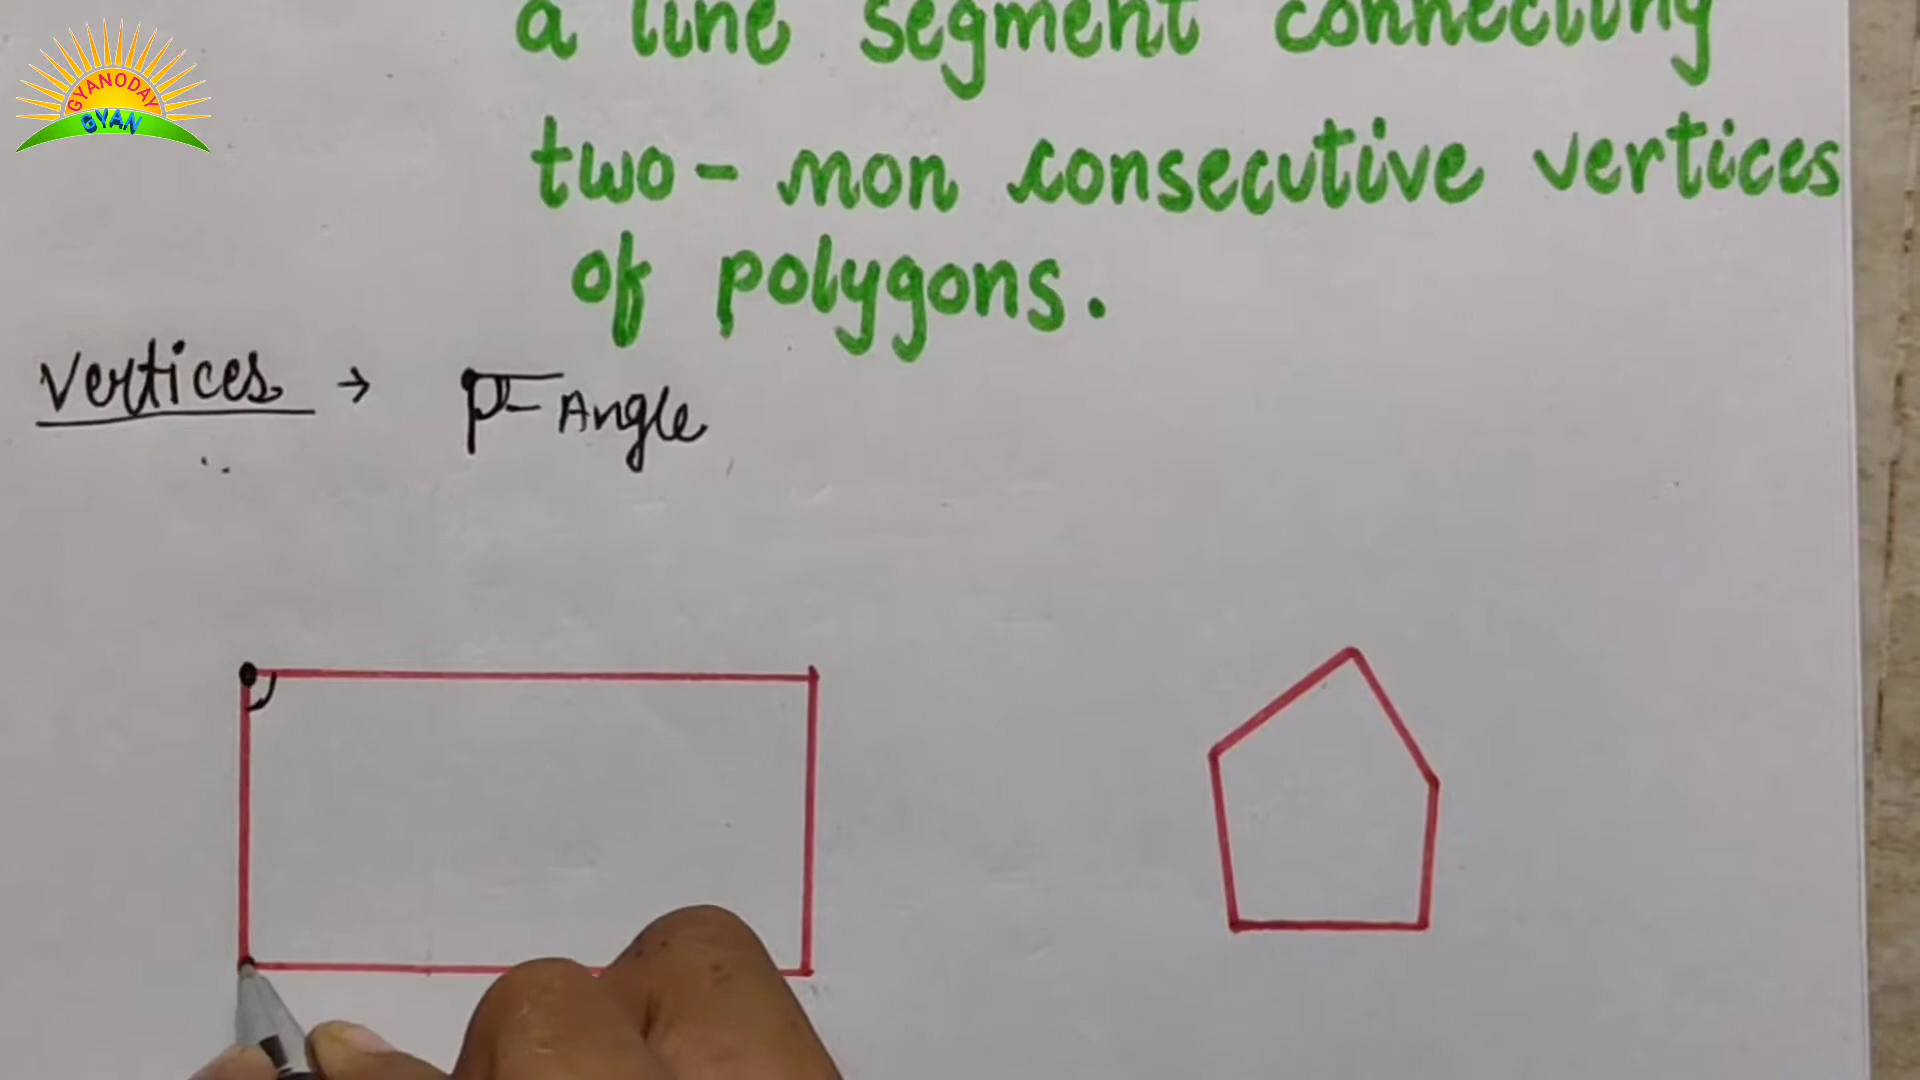 GYANODAY
GYAN
a line segment connecting
two - non consecutive vertices
of polygons.
Vertices → Angle